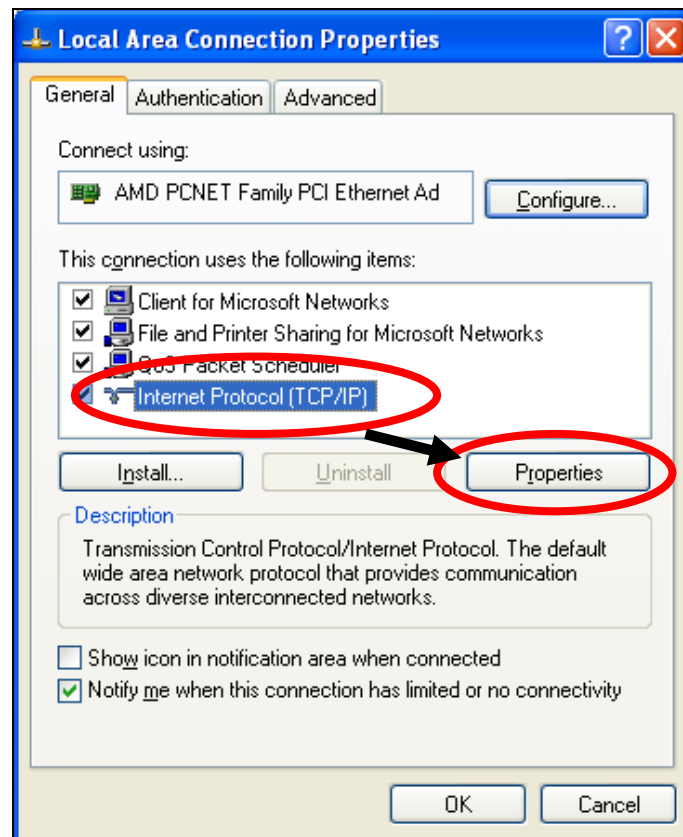 Local Area Connection Properties
General Authentication Advanced
Connect using:
AMD PCNET Family PCI Ethernet Ad
Configure...
This connection uses the following items:
Client for Microsoft Networks
File and Printer Sharing for Microsoft Networks
QoS Packet Scheduler
Internet Protocol (TCP/IP)
Install... Uninstall Properties
Description
Transmission Control Protocol/Internet Protocol. The default
wide area network protocol that provides communication
across diverse interconnected networks.
Show icon in notification area when connected
Notify me when this connection has limited or no connectivity
OK Cancel